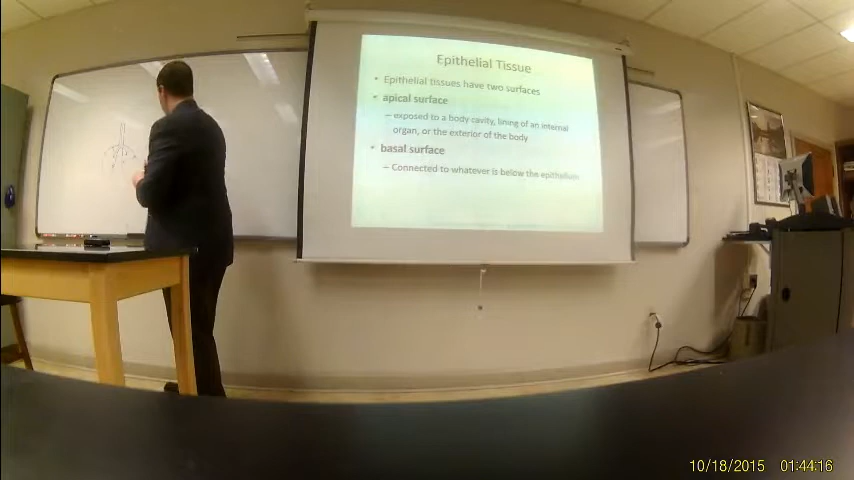 Epithelial Tissue
• Epithelial tissues have two surfaces
• apical surface
– exposed to a body cavity, lining of an internal
organ, or the exterior of the body
• basal surface
– Connected to whatever is below the epithelium
10/18/2015 01:44:16